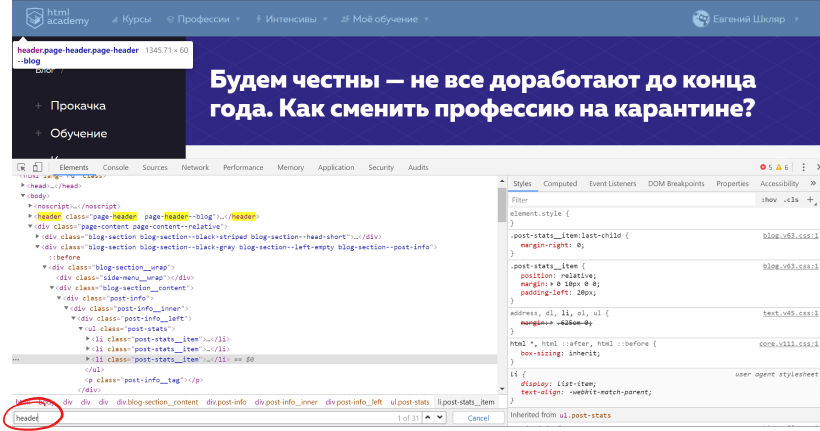 html
academy
Курсы
Профессии
Интенсивы
Моё обучение
Евгений Шкляр
header.page-header.page-header 1345.71 × 60
--blog
Блог /
+ Прокачка
+ Обучение
Будем честны — не все доработают до конца
года. Как сменить профессию на карантине?
Elements Console Sources Network Performance Memory Application Security Audits
5 6
▶<head>…</head>
▼<body>
▶<noscript>…</noscript>
▶<header class="page-header page-header--blog">…</header>
▼<div class="page-content page-content--relative">
▶<div class="blog-section blog-section--black-striped blog-section--head-short">…</div>
▼<div class="blog-section blog-section--black-gray blog-section--left-empty blog-section--post-info">
::before
▼<div class="blog-section__wrap">
<div class="side-menu__wrap"></div>
▼<div class="blog-section__content">
▼<div class="post-info">
▼<div class="post-info__inner">
▼<div class="post-info__left">
▼<ul class="post-stats">
▶<li class="post-stats__item">…</li>
▶<li class="post-stats__item">…</li>
… ▶<li class="post-stats__item">…</li> == $0
</ul>
<p class="post-info__tag"></p>
</div>
html body div div div div.blog-section__content div.post-info div.post-info__inner div.post-info__left ul.post-stats li.post-stats__item
header 1 of 31 Cancel
Styles Computed Event Listeners DOM Breakpoints Properties Accessibility »
Filter :hov .cls +
element.style {
}
.post-stats__item:last-child { blog.v63.css:1
margin-right: 0;
}
.post-stats__item { blog.v63.css:1
position: relative;
margin:▶ 0 10px 0 0;
padding-left: 20px;
}
address, dl, li, ol, ul { text.v45.css:1
margin:▶ .625em 0;
}
html *, html ::after, html ::before { core.v111.css:1
box-sizing: inherit;
}
li { user agent stylesheet
display: list-item;
text-align: -webkit-match-parent;
}
Inherited from ul.post-stats